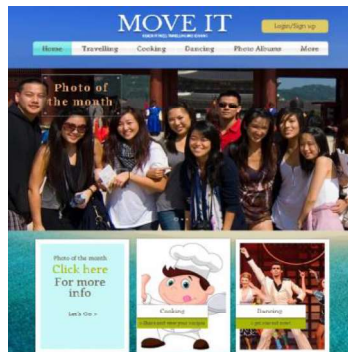 MOVE IT
Login/Sign up
Home Travelling Cooking Dancing Photo Albums More
Photo of
the month
Photo of the month
Click here
For more
info
Let's Go >
Cooking
Dancing